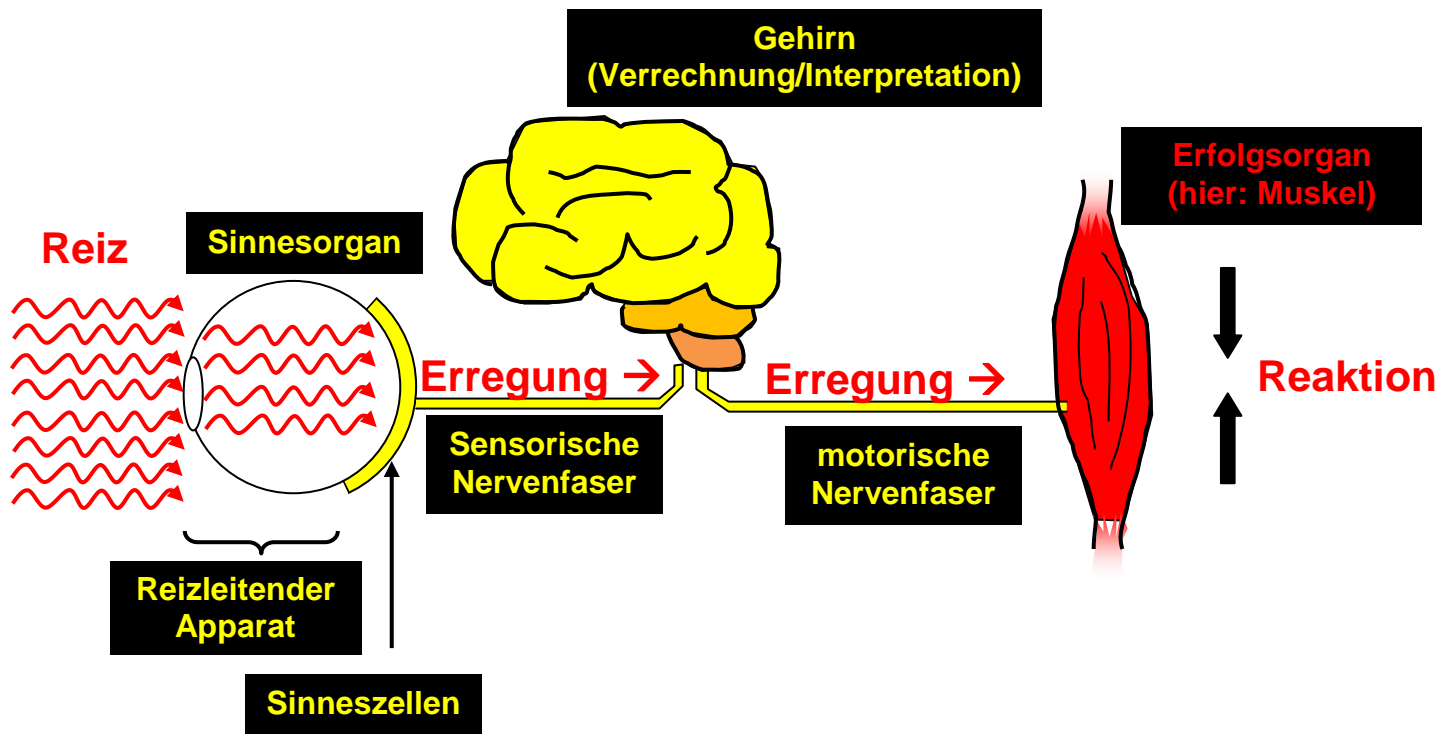 Gehirn
(Verrechnung/Interpretation)
Erfolgsorgan
(hier: Muskel)
Sinnesorgan
Reiz
Erregung →
Erregung →
Reaktion
Sensorische
Nervenfaser
motorische
Nervenfaser
Reizleitender
Apparat
Sinneszellen